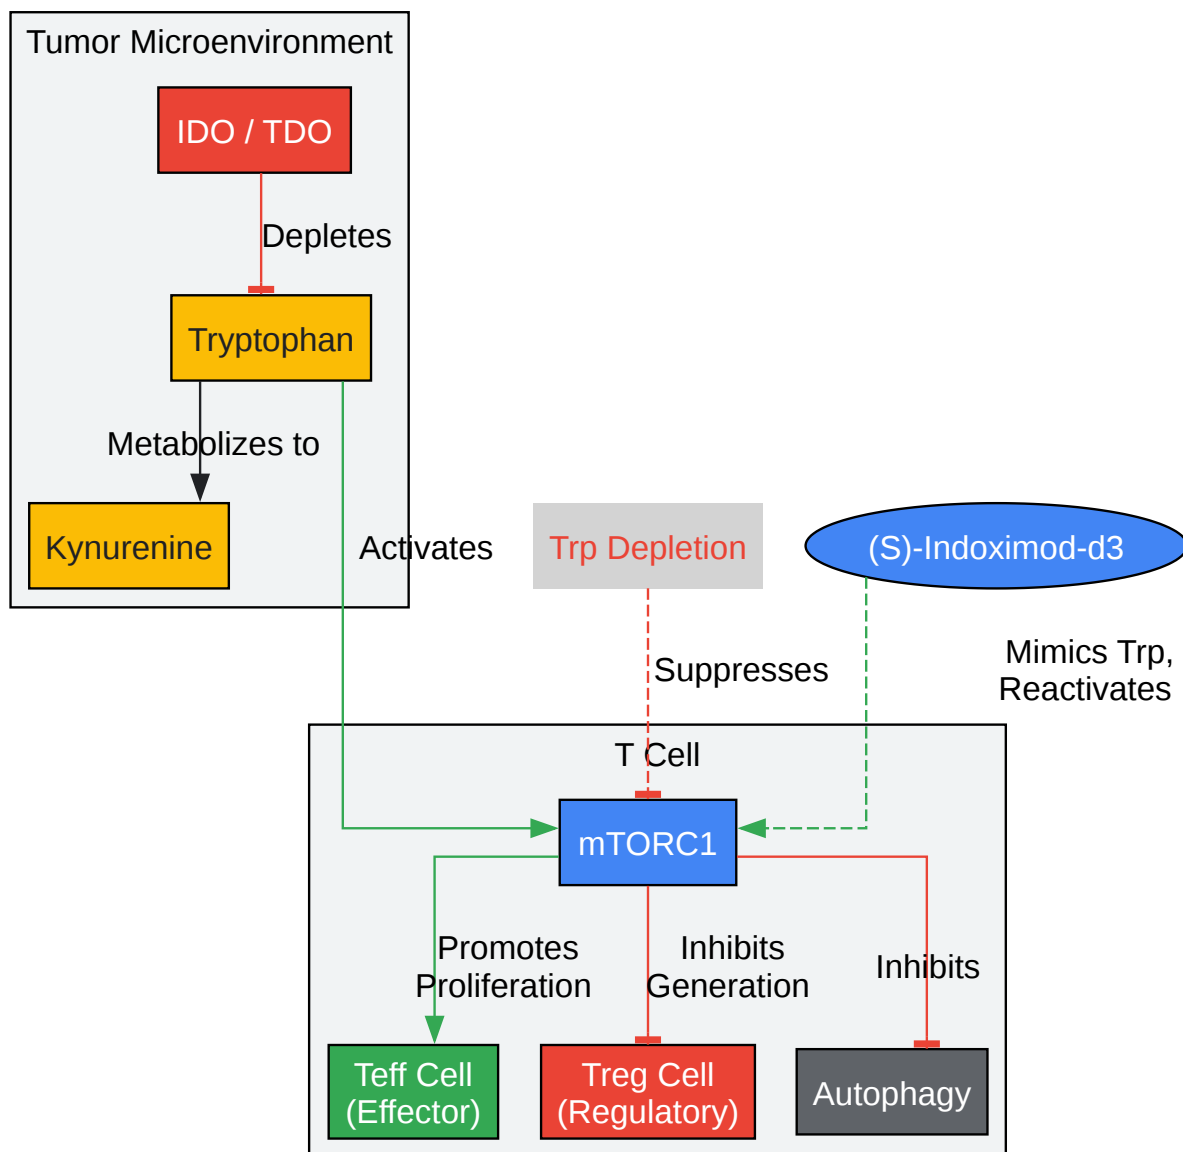 Tumor Microenvironment
IDO / TDO
Depletes
Tryptophan
Metabolizes to
Kynurenine
Activates
Trp Depletion
(S)-Indoximod-d3
Suppresses
Mimics Trp,
Reactivates
T Cell
mTORC1
Promotes
Proliferation
Inhibits
Generation
Inhibits
Teff Cell
(Effector)
Treg Cell
(Regulatory)
Autophagy